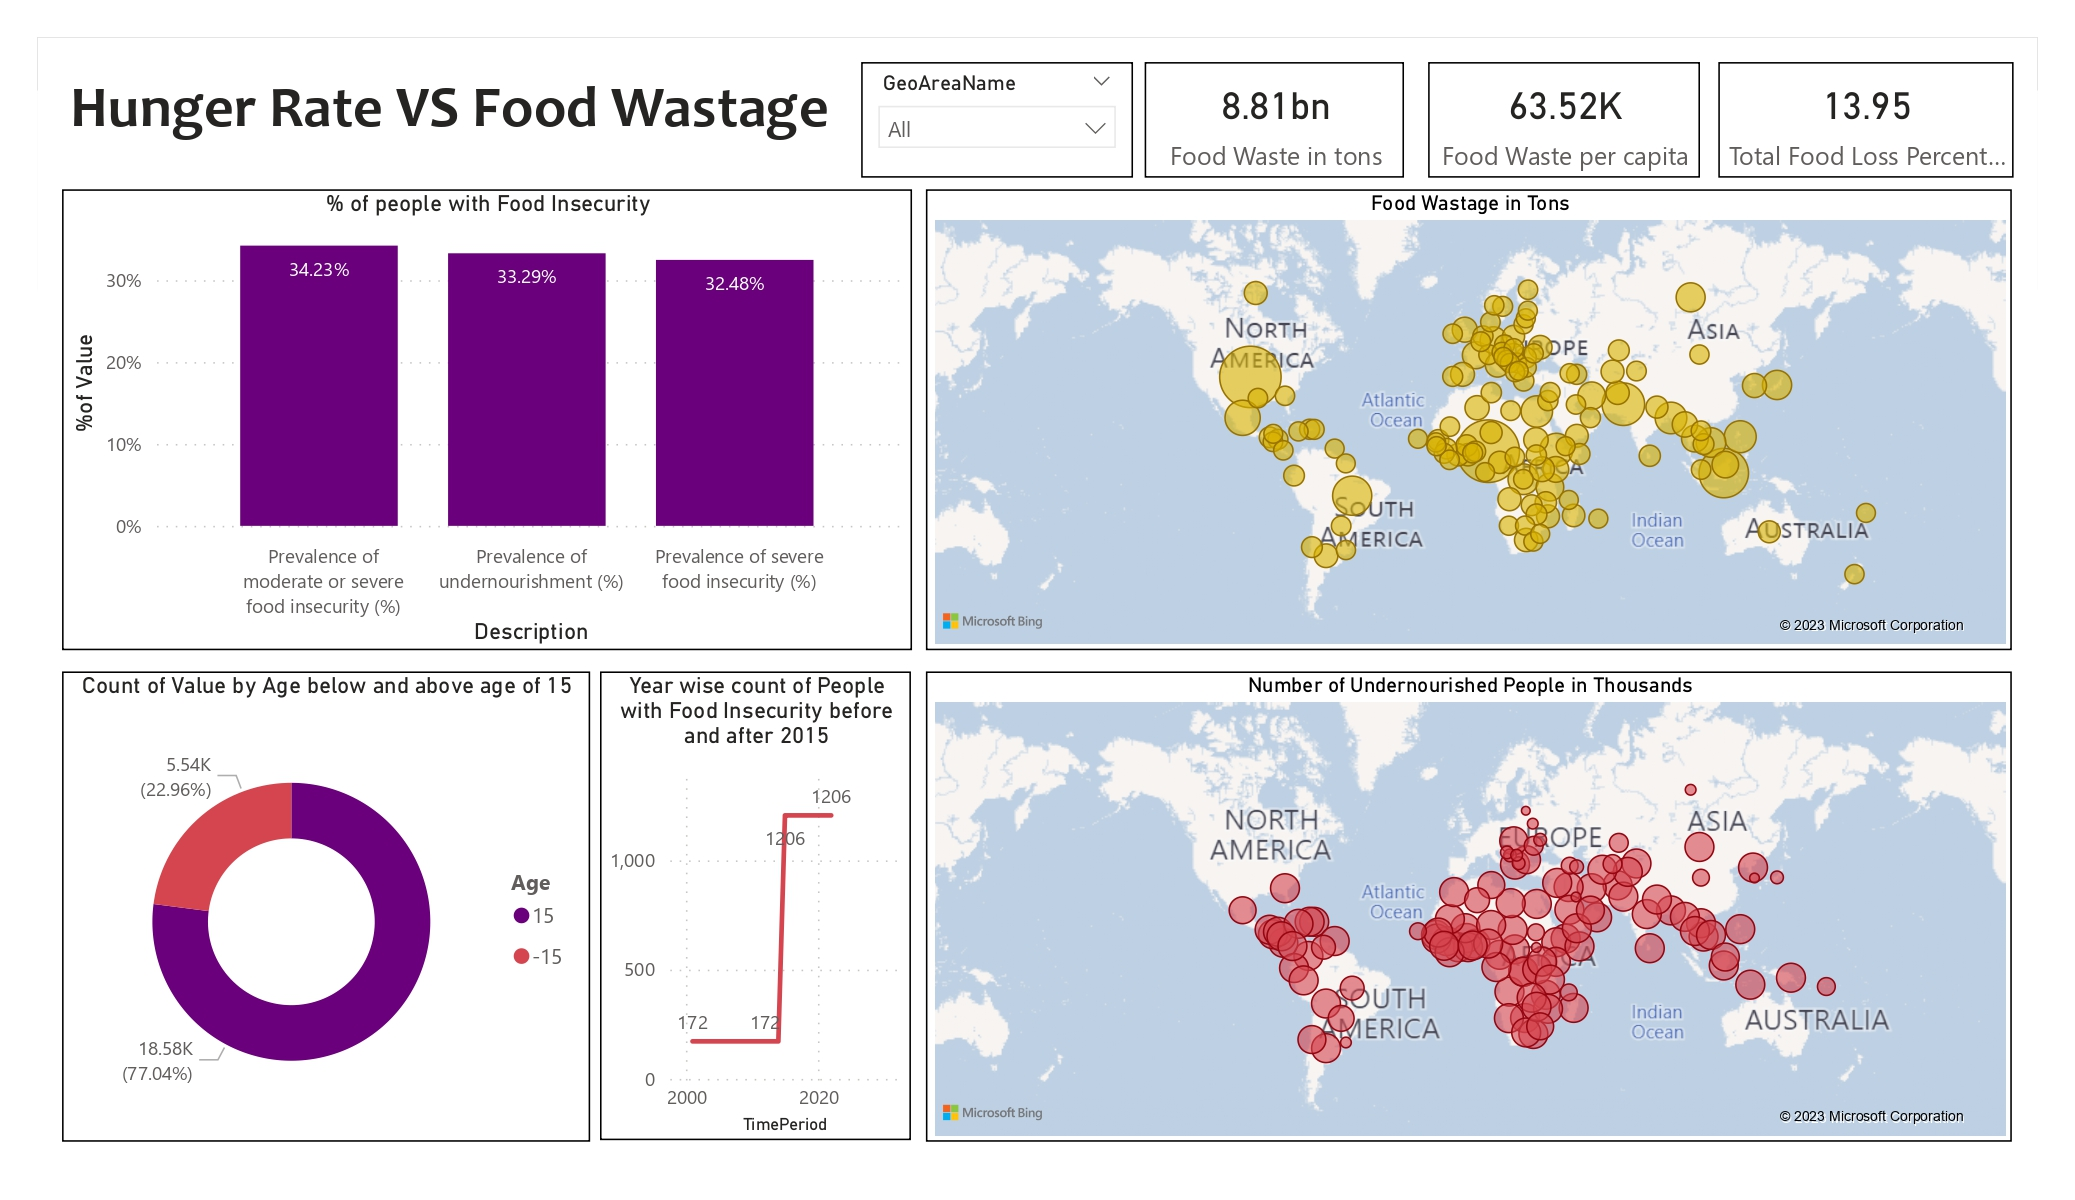 Hunger Rate VS Food Wastage
GeoAreaName
All
8.81bn
Food Waste in tons
63.52K
Food Waste per capita
13.95
Total Food Loss Percent...
% of people with Food Insecurity
%of Value
30%
20%
10%
0%
34.23%
33.29%
32.48%
Prevalence of
moderate or severe
food insecurity (%)
Prevalence of
undernourishment (%)
Prevalence of severe
food insecurity (%)
Description
Food Wastage in Tons
NORTH
AMERICA
ASIA
Atlantic
Ocean
SOUTH
AMERICA
Indian
Ocean
AUSTRALIA
Microsoft Bing
© 2023 Microsoft Corporation
Count of Value by Age below and above age of 15
5.54K
(22.96%)
18.58K
(77.04%)
Age
15
-15
Year wise count of People
with Food Insecurity before
and after 2015
1206
1206
1,000
500
172
172
0
2000
2020
TimePeriod
Number of Undernourished People in Thousands
NORTH
AMERICA
EUROPE
ASIA
Atlantic
Ocean
SOUTH
AMERICA
Indian
Ocean
AUSTRALIA
Microsoft Bing
© 2023 Microsoft Corporation